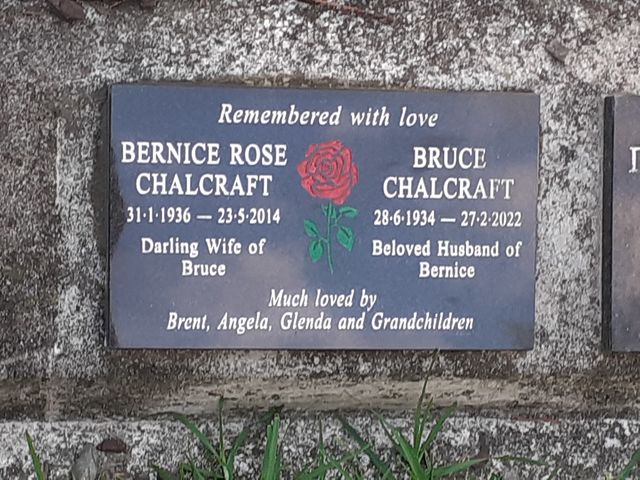 Remembered with love
BERNICE ROSE
CHALCRAFT
31·1·1936 — 23·5·2014
Darling Wife of
Bruce
BRUCE
CHALCRAFT
28·6·1934 — 27·2·2022
Beloved Husband of
Bernice
Much loved by
Brent, Angela, Glenda and Grandchildren